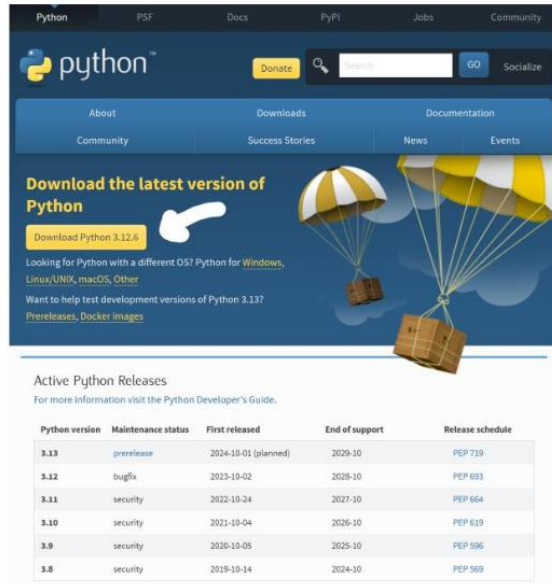 Python PSF Docs PyPI Jobs Community
python™
Donate Search GO Socialize
About Downloads Documentation
Community Success Stories News Events
Download the latest version of
Python
Download Python 3.12.6
Looking for Python with a different OS? Python for Windows,
Linux/UNIX, macOS, Other
Want to help test development versions of Python 3.13?
Prereleases, Docker images
Active Python Releases
For more information visit the Python Developer's Guide.
Python version Maintenance status First released End of support Release schedule
3.13 prerelease 2024-10-01 (planned) 2029-10 PEP 719
3.12 bugfix 2023-10-02 2028-10 PEP 693
3.11 security 2022-10-24 2027-10 PEP 664
3.10 security 2021-10-04 2026-10 PEP 619
3.9 security 2020-10-05 2025-10 PEP 596
3.8 security 2019-10-14 2024-10 PEP 569